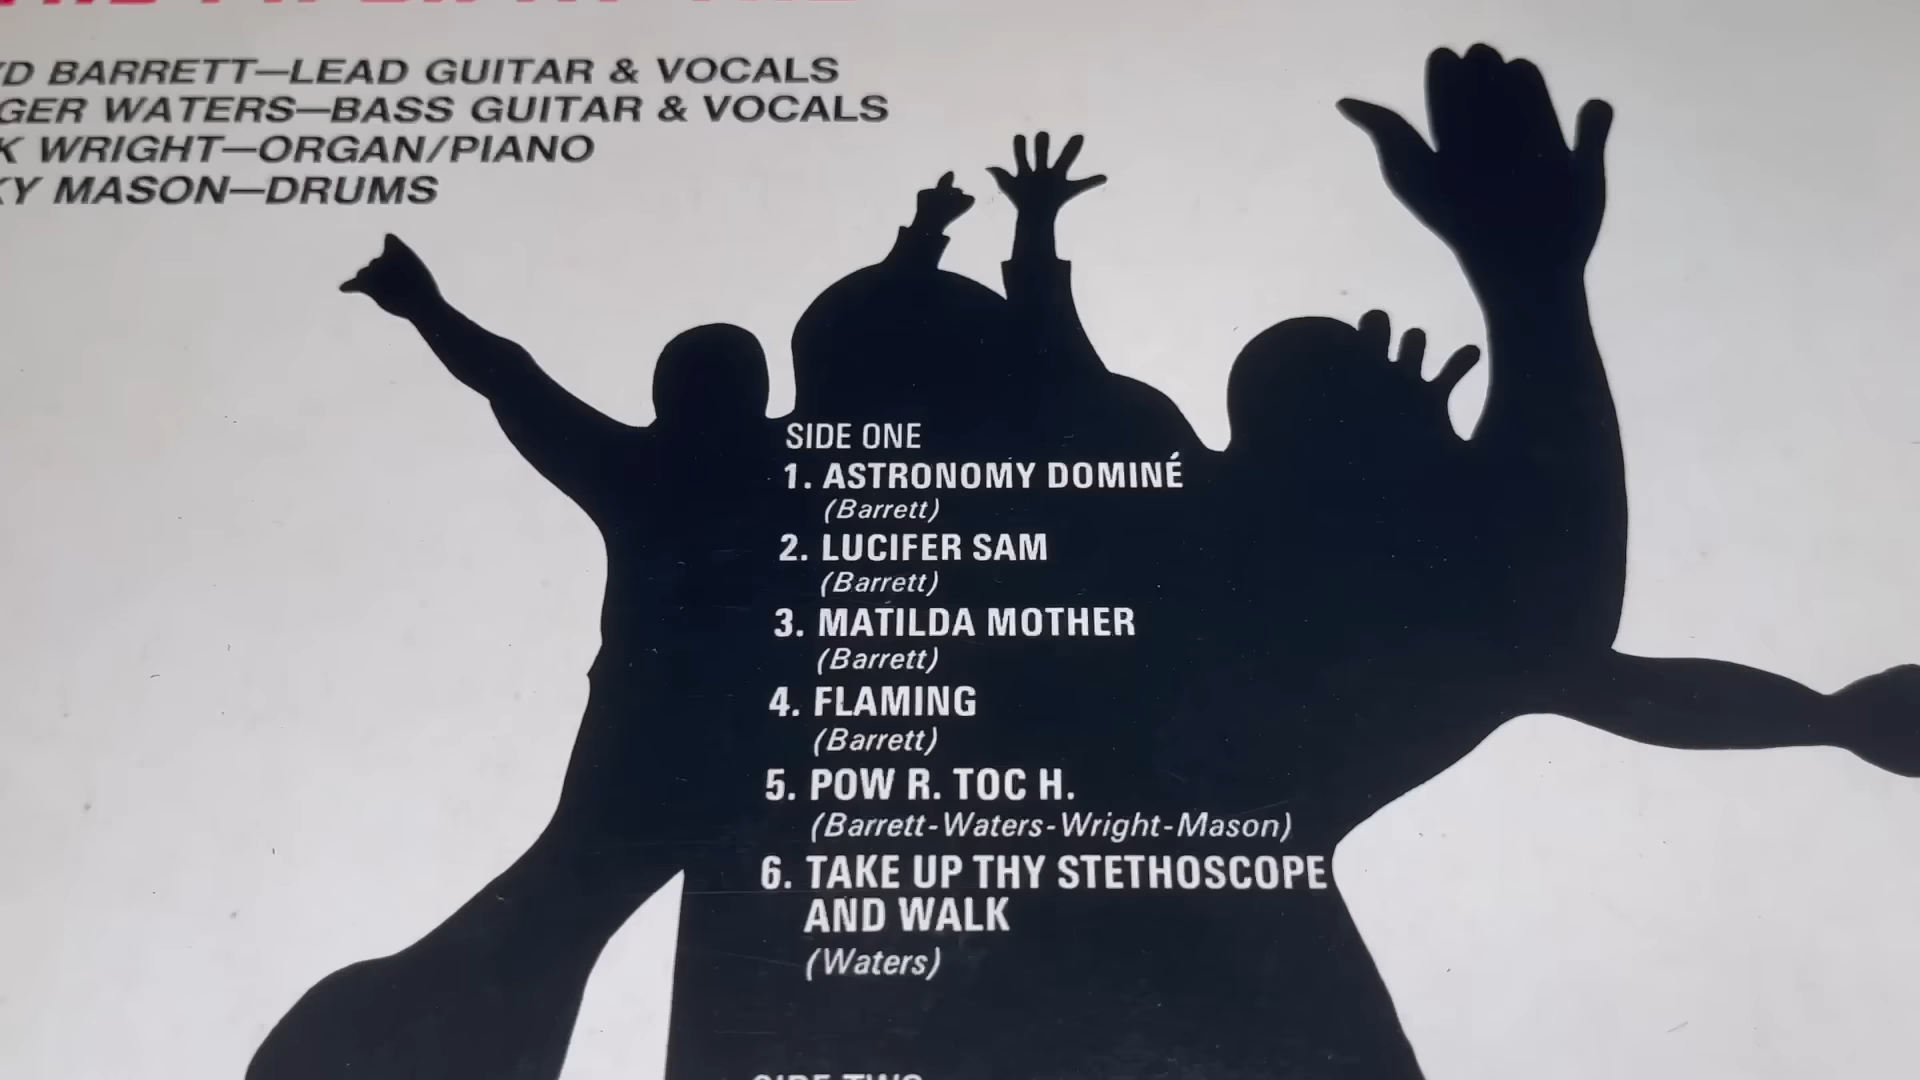 BARRETT—LEAD GUITAR & VOCALS
WATERS—BASS GUITAR & VOCALS
WRIGHT—ORGAN/PIANO
MASON—DRUMS
SIDE ONE
1. ASTRONOMY DOMINÉ
(Barrett)
2. LUCIFER SAM
(Barrett)
3. MATILDA MOTHER
(Barrett)
4. FLAMING
(Barrett)
5. POW R. TOC H.
(Barrett-Waters-Wright-Mason)
6. TAKE UP THY STETHOSCOPE
AND WALK
(Waters)
SIDE TWO